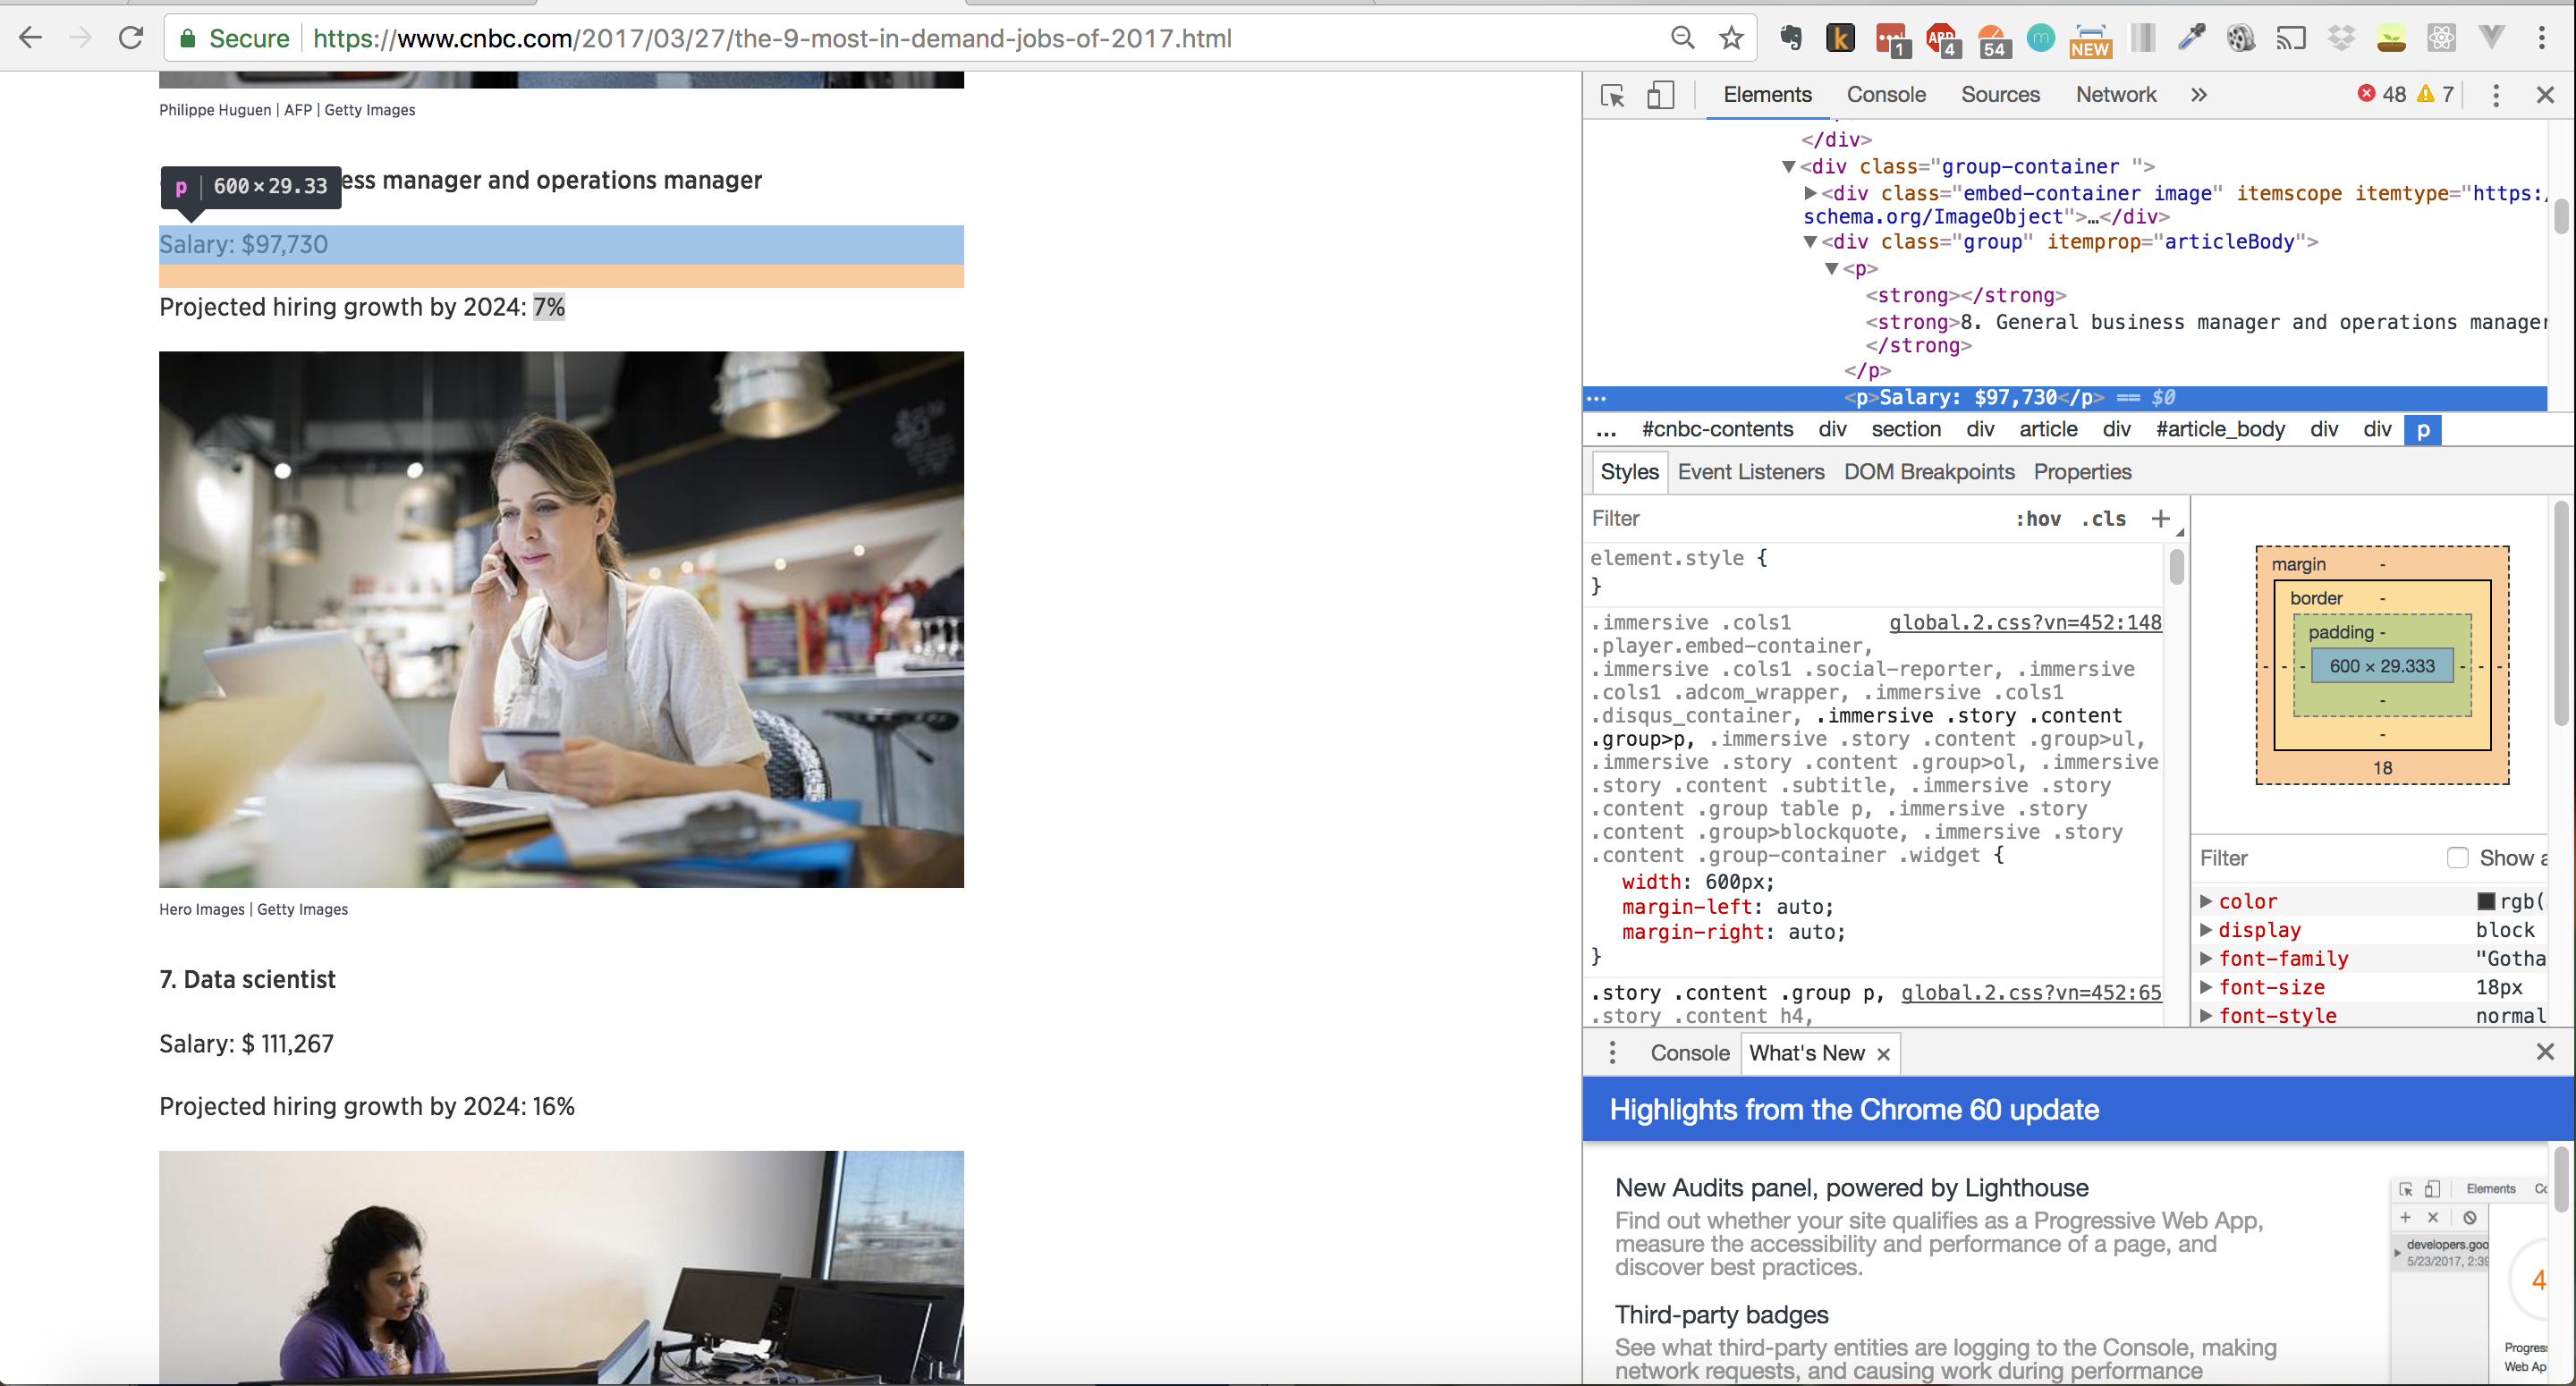 Secure https://www.cnbc.com/2017/03/27/the-9-most-in-demand-jobs-of-2017.html
1 4 54 NEW
Philippe Huguen | AFP | Getty Images
p 600 × 29.33
ess manager and operations manager
Salary: $97,730
Projected hiring growth by 2024: 7%
Hero Images | Getty Images
7. Data scientist
Salary: $ 111,267
Projected hiring growth by 2024: 16%
Elements Console Sources Network » 48 7
</div>
<div class="group-container ">
<div class="embed-container image" itemscope itemtype="https:/
schema.org/ImageObject">…</div>
<div class="group" itemprop="articleBody">
<p>
<strong></strong>
<strong>8. General business manager and operations manager
</strong>
</p>
<p>Salary: $97,730</p> == $0
... #cnbc-contents div section div article div #article_body div div p
Styles Event Listeners DOM Breakpoints Properties
Filter :hov .cls +
element.style {
}
.immersive .cols1 global.2.css?vn=452:148
.player.embed-container,
.immersive .cols1 .social-reporter, .immersive
.cols1 .adcom_wrapper, .immersive .cols1
.disqus_container, .immersive .story .content
.group>p, .immersive .story .content .group>ul,
.immersive .story .content .group>ol, .immersive
.story .content .subtitle, .immersive .story
.content .group table p, .immersive .story
.content .group>blockquote, .immersive .story
.content .group-container .widget {
width: 600px;
margin-left: auto;
margin-right: auto;
}
.story .content .group p, global.2.css?vn=452:65
.story .content h4,
margin -
border -
padding -
- - - 600 × 29.333 - - -
-
-
18
Filter Show a
color rgb(
display block
font-family "Gotha
font-size 18px
font-style normal
Console What's New ×
Highlights from the Chrome 60 update
New Audits panel, powered by Lighthouse
Find out whether your site qualifies as a Progressive Web App,
measure the accessibility and performance of a page, and
discover best practices.
Third-party badges
See what third-party entities are logging to the Console, making
network requests, and causing work during performance
Elements Co
developers.goo
5/23/2017, 2:39
4
Progres
Web Ap